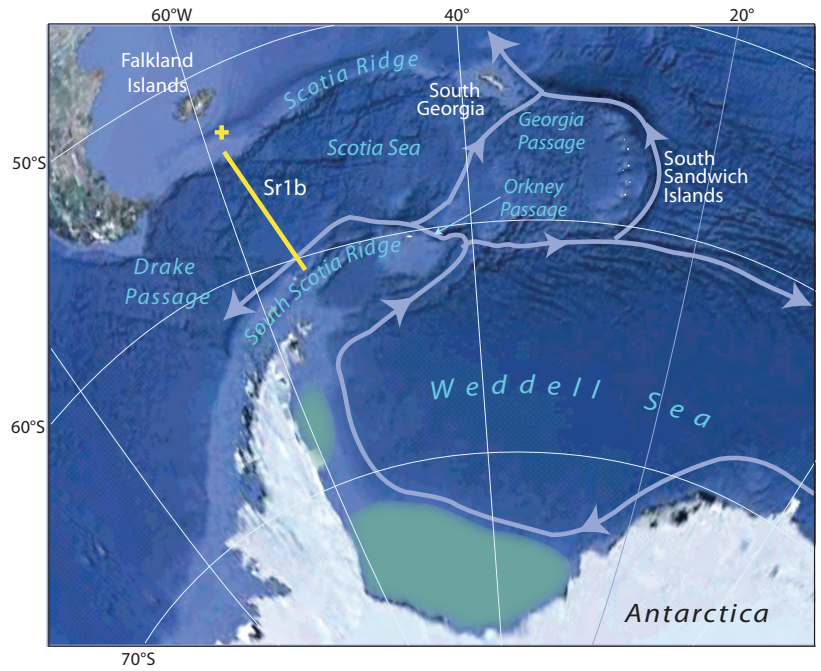 60°W
40°
20°
Falkland
Islands
Scotia Ridge
South
Georgia
Georgia
Passage
Scotia Sea
50°S
South
Sandwich
Islands
Sr1b
Orkney
Passage
Drake
Passage
South Scotia Ridge
Weddell Sea
60°S
Antarctica
70°S